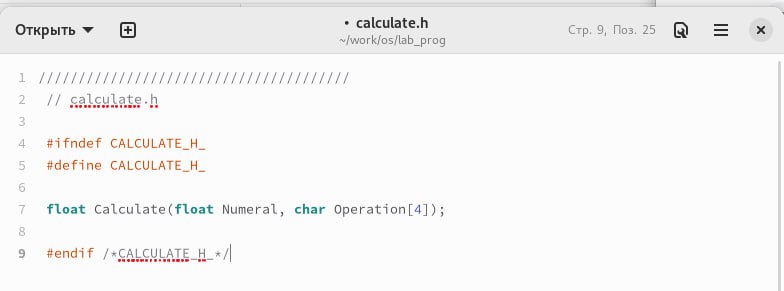 Открыть
• calculate.h
~/work/os/lab_prog
Стр. 9, Поз. 25
1 ///////////////////////////////////////
2 // calculate.h
3
4 #ifndef CALCULATE_H_
5 #define CALCULATE_H_
6
7 float Calculate(float Numeral, char Operation[4]);
8
9 #endif /*CALCULATE_H_*/